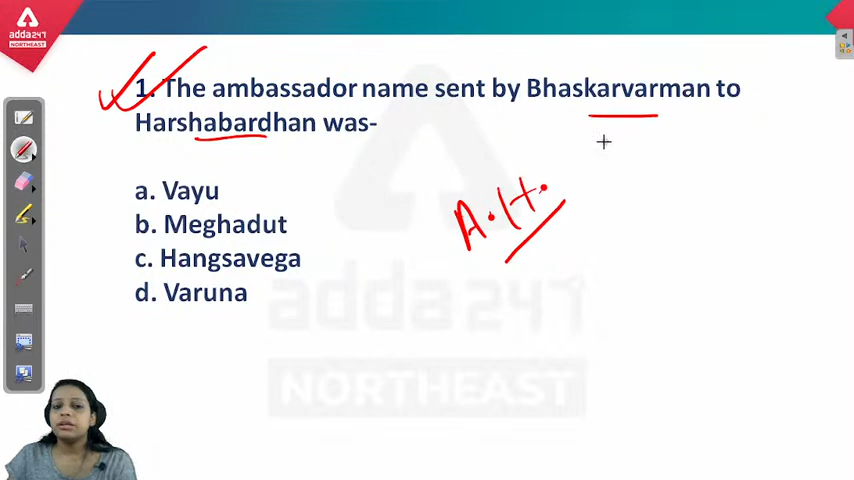 adda247
NORTHEAST
1. The ambassador name sent by Bhaskarvarman to
Harshabardhan was-
a. Vayu
b. Meghadut
c. Hangsavega
d. Varuna
A.H.
adda247
NORTHEAST